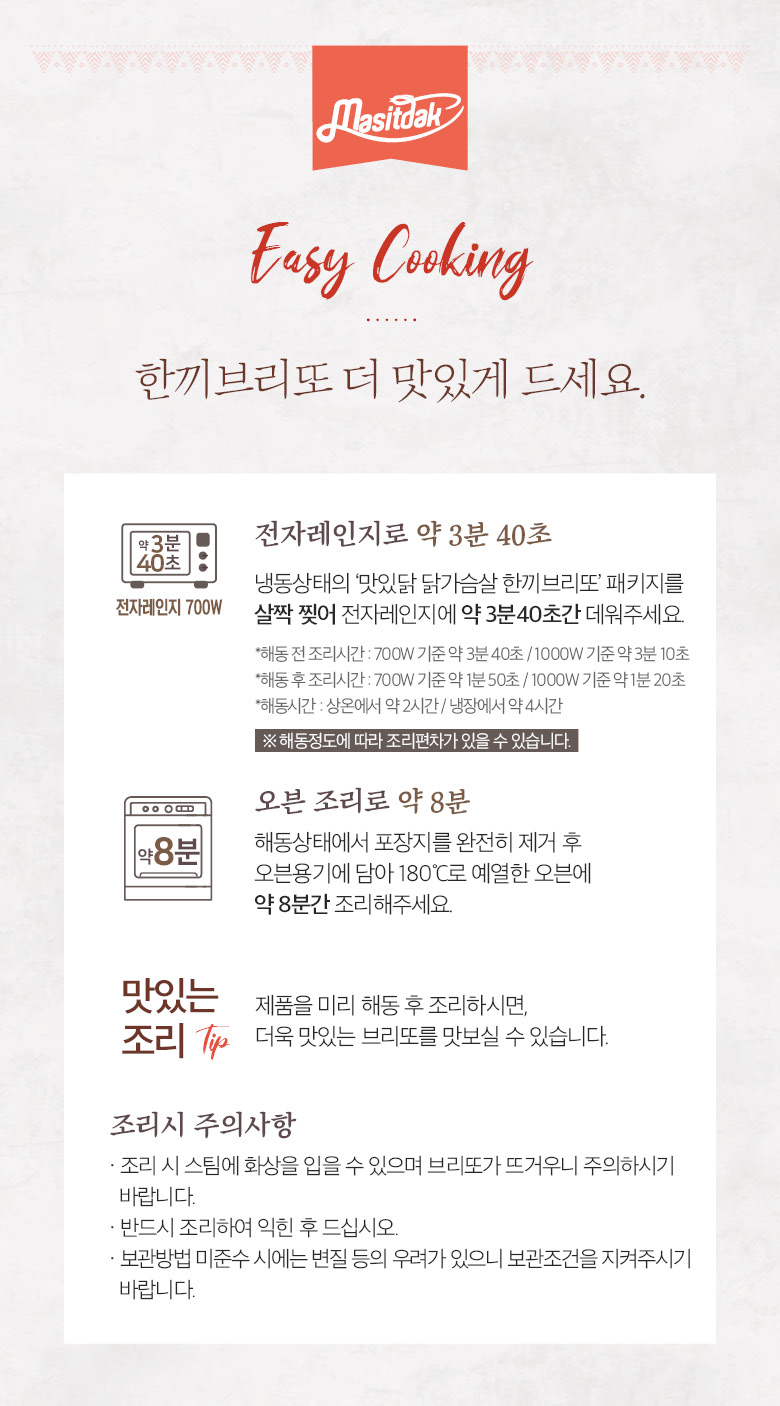 Masitdak
Easy Cooking
한끼브리또 더 맛있게 드세요.
약 3분
40초
전자레인지 700W
전자레인지로 약 3분 40초
냉동상태의 '맛있닭 닭가슴살 한끼브리또' 패키지를
살짝 찢어 전자레인지에 약 3분40초간 데워주세요.
*해동 전 조리시간 : 700W 기준 약 3분 40초 / 1000W 기준 약 3분 10초
*해동 후 조리시간 : 700W 기준 약 1분 50초 / 1000W 기준 약 1분 20초
*해동시간 : 상온에서 약 2시간 / 냉장에서 약 4시간
※ 해동정도에 따라 조리편차가 있을 수 있습니다.
약8분
오븐 조리로 약 8분
해동상태에서 포장지를 완전히 제거 후
오븐용기에 담아 180℃로 예열한 오븐에
약 8분간 조리해주세요.
맛있는
조리 Tip
제품을 미리 해동 후 조리하시면,
더욱 맛있는 브리또를 맛보실 수 있습니다.
조리시 주의사항
· 조리 시 스팀에 화상을 입을 수 있으며 브리또가 뜨거우니 주의하시기
바랍니다.
· 반드시 조리하여 익힌 후 드십시오.
· 보관방법 미준수 시에는 변질 등의 우려가 있으니 보관조건을 지켜주시기
바랍니다.